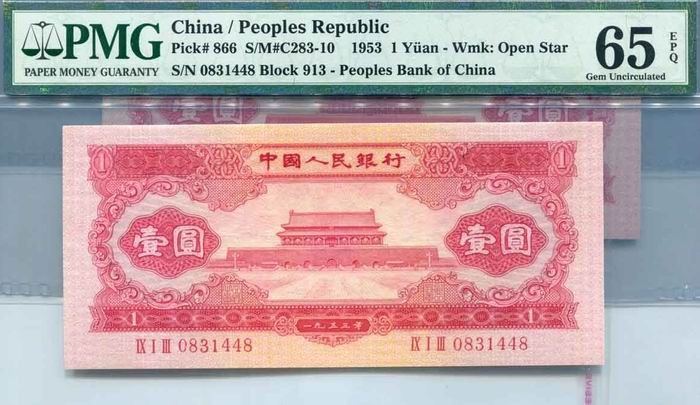 PMG
PAPER MONEY GUARANTY
China / Peoples Republic
Pick# 866 S/M#C283-10 1953 1 Yüan - Wmk: Open Star
S/N 0831448 Block 913 - Peoples Bank of China
65 EPQ
Gem Uncirculated
1 中國人民銀行 1
壹圓 壹圓
1 一九五三年 1
IX I III 0831448 IX I III 0831448